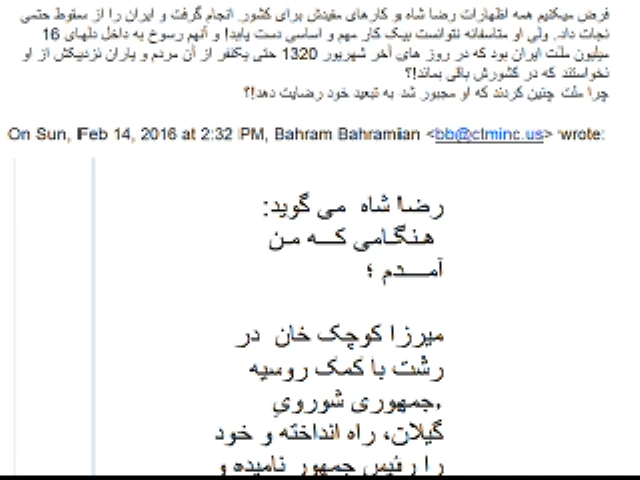 فرض میکنیم همه اظهارات رضا شاه و کارهای مفیدش برای کشور انجام گرفت و ایران را از سقوط حتمی
نجات داد. ولی او متاسفانه نتوانست بیک کار مهم و اساسی دست یابد! و آنهم رسوخ به داخل دلهای 16
میلیون ملت ایران بود که در روز های آخر شهریور 1320 حتی یکنفر از آن مردم و یاران نزدیکش از او
نخواستند که در کشورش باقی بماند!؟
چرا ملت چنین کردند که او مجبور شد به تبعید خود رضایت دهد!؟
On Sun, Feb 14, 2016 at 2:32 PM, Bahram Bahramian <bb@clminc.us> wrote:
رضا شاه می گوید:
هنگامی که من
آمدم ؛
میرزا کوچک خان در
رشت با کمک روسیه
,جمهوری شوروی
گیلان، راه انداخته و خود
را رئیس جمهور نامیده و